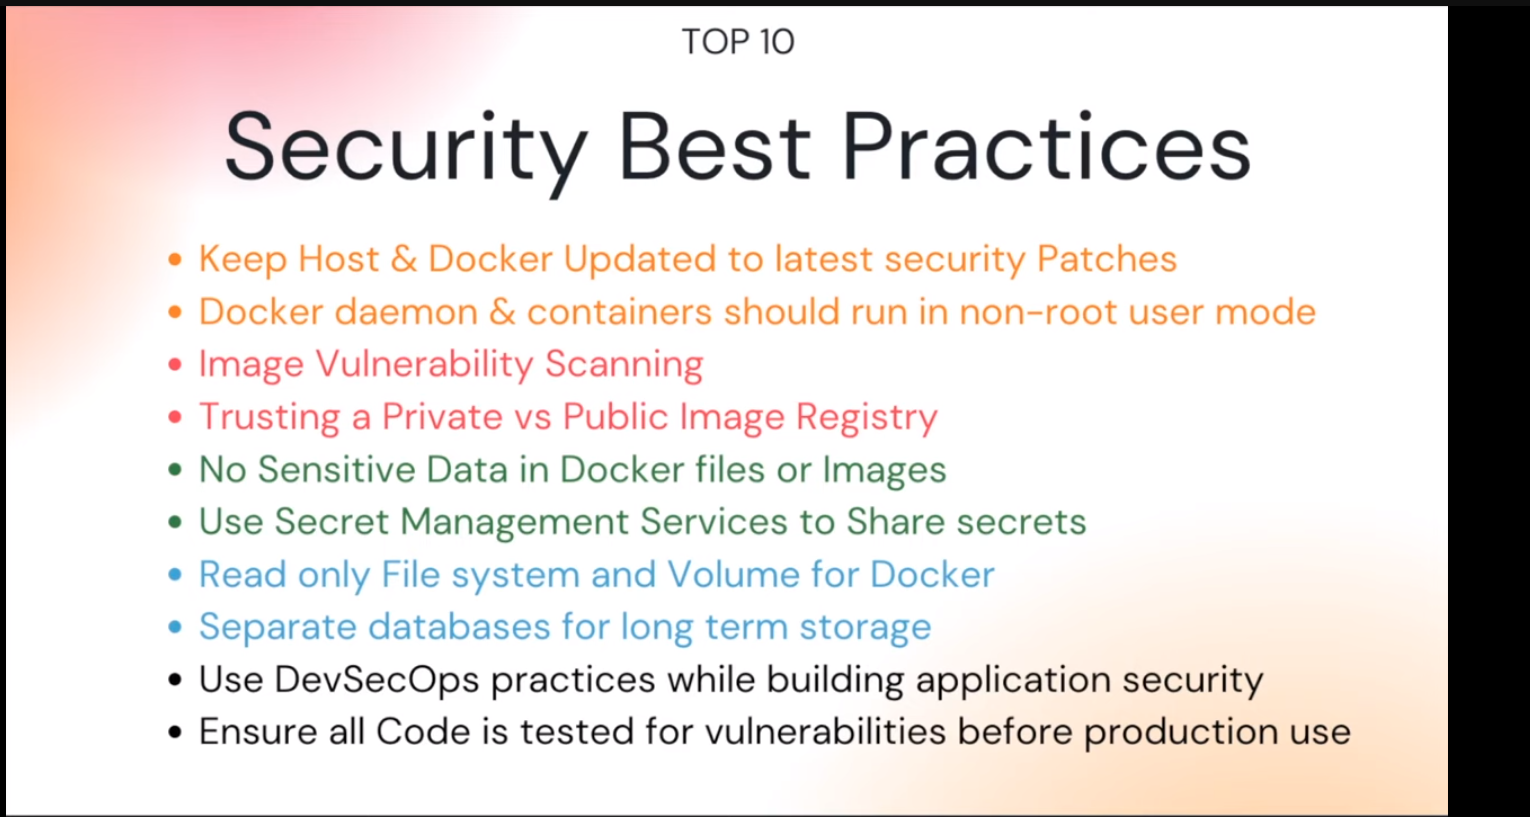 TOP 10
Security Best Practices
• Keep Host & Docker Updated to latest security Patches
• Docker daemon & containers should run in non-root user mode
• Image Vulnerability Scanning
• Trusting a Private vs Public Image Registry
• No Sensitive Data in Docker files or Images
• Use Secret Management Services to Share secrets
• Read only File system and Volume for Docker
• Separate databases for long term storage
• Use DevSecOps practices while building application security
• Ensure all Code is tested for vulnerabilities before production use